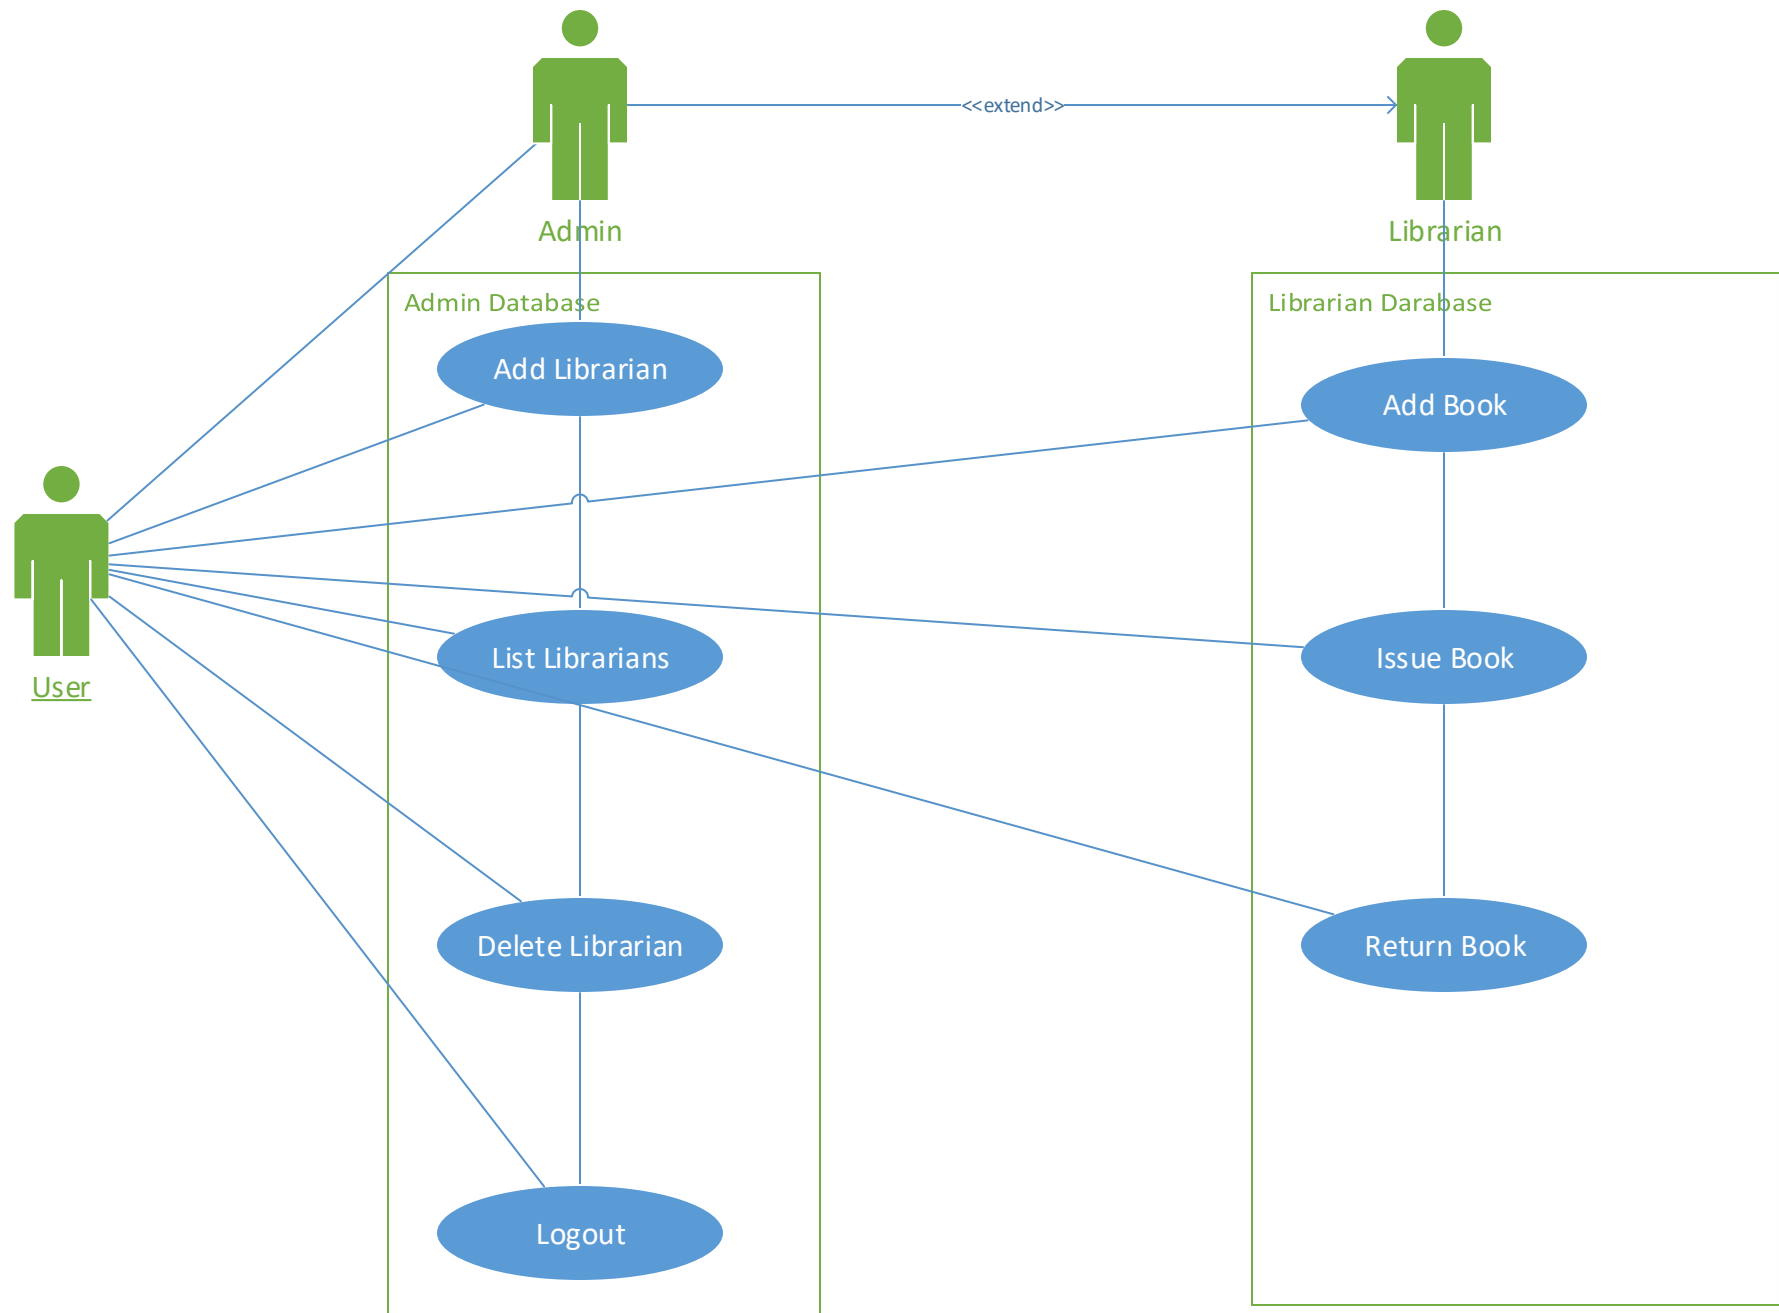 <<extend>>
Admin
Librarian
Admin Database
Librarian Darabase
Add Librarian
Add Book
List Librarians
Issue Book
User
Delete Librarian
Return Book
Logout